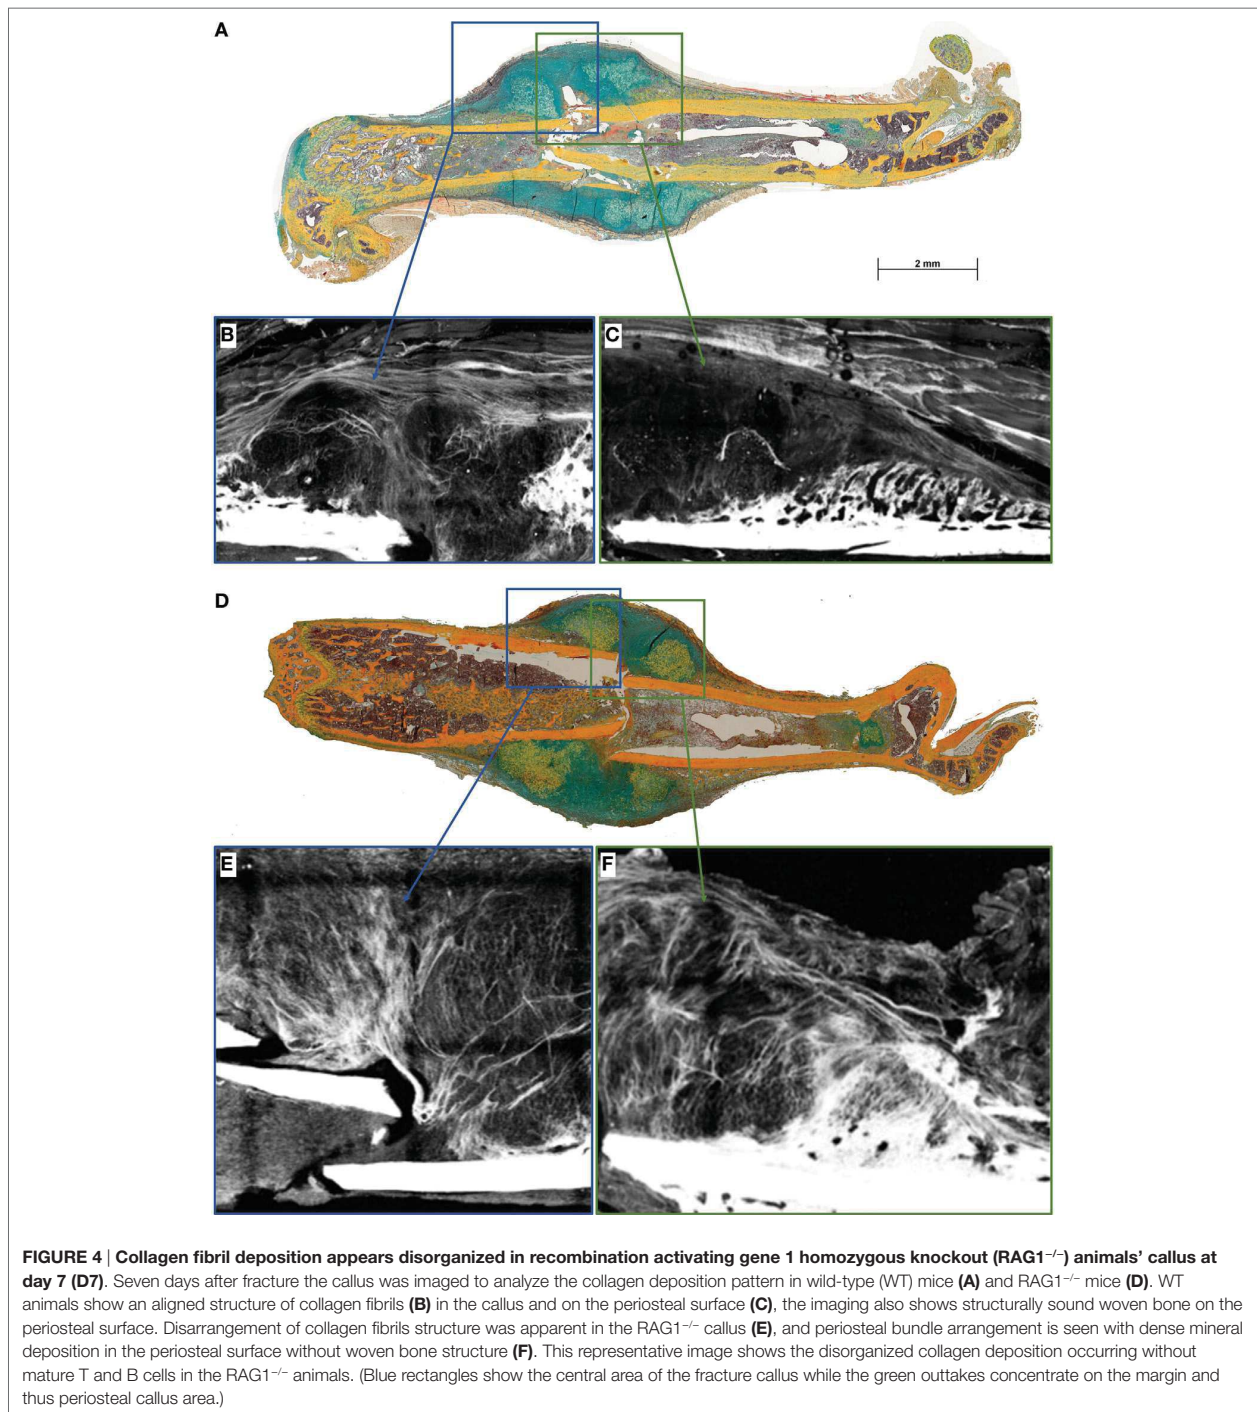 A
2 mm
B
C
D
E
F
FIGURE 4 | Collagen fibril deposition appears disorganized in recombination activating gene 1 homozygous knockout (RAG1−/−) animals’ callus at
day 7 (D7). Seven days after fracture the callus was imaged to analyze the collagen deposition pattern in wild-type (WT) mice (A) and RAG1−/− mice (D). WT
animals show an aligned structure of collagen fibrils (B) in the callus and on the periosteal surface (C), the imaging also shows structurally sound woven bone on the
periosteal surface. Disarrangement of collagen fibrils structure was apparent in the RAG1−/− callus (E), and periosteal bundle arrangement is seen with dense mineral
deposition in the periosteal surface without woven bone structure (F). This representative image shows the disorganized collagen deposition occurring without
mature T and B cells in the RAG1−/− animals. (Blue rectangles show the central area of the fracture callus while the green outtakes concentrate on the margin and
thus periosteal callus area.)